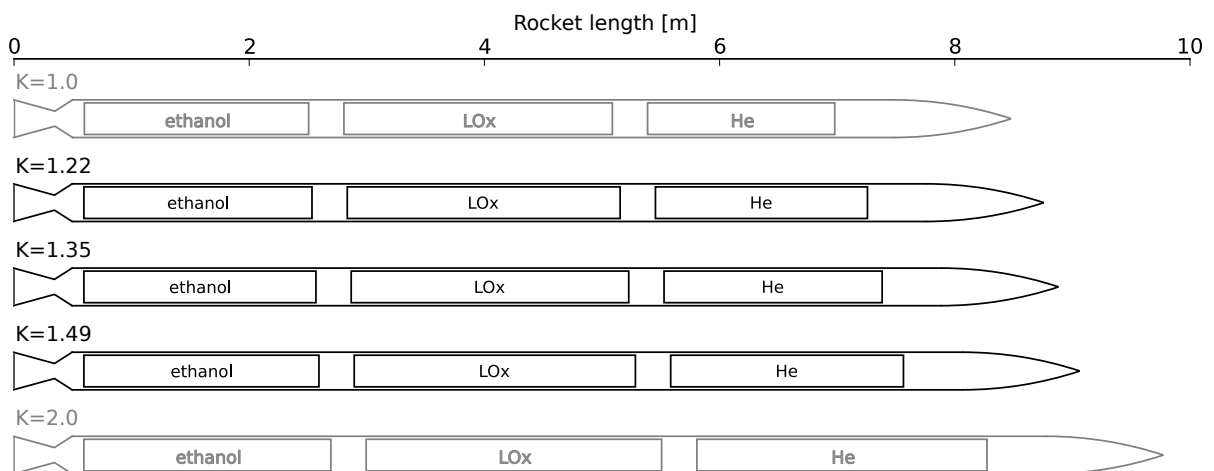 Rocket length [m]
0 2 4 6 8 10
K=1.0
ethanol LOx He
K=1.22
ethanol LOx He
K=1.35
ethanol LOx He
K=1.49
ethanol LOx He
K=2.0
ethanol LOx He